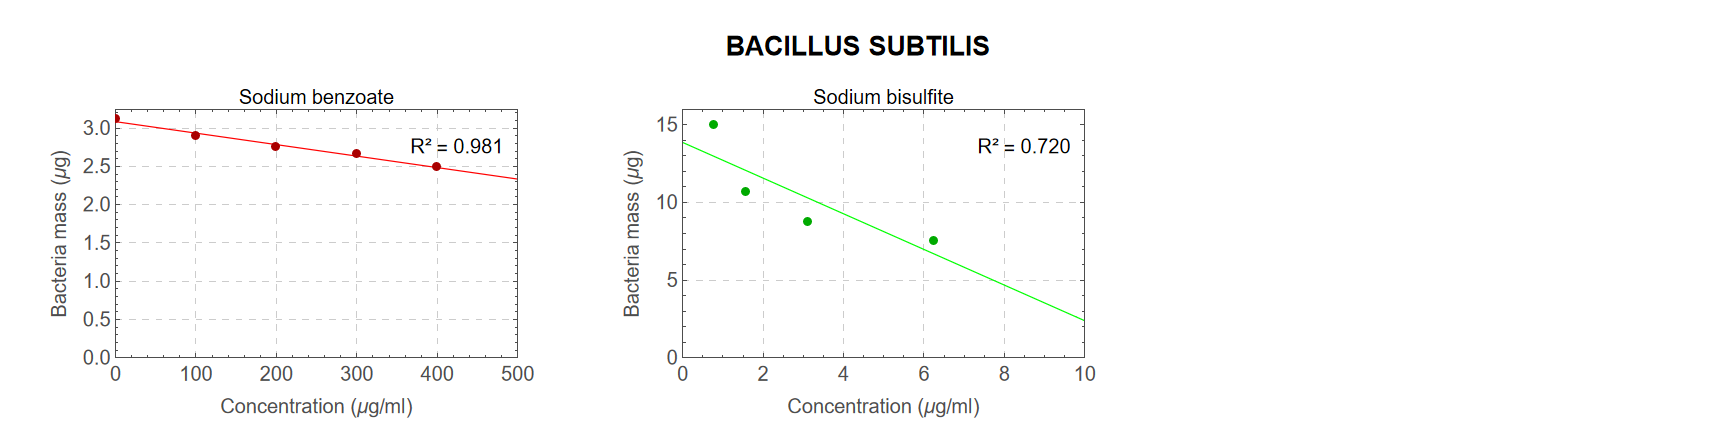 BACILLUS SUBTILIS
Sodium benzoate
R² = 0.981
Bacteria mass (µg)
3.0
2.5
2.0
1.5
1.0
0.5
0.0
0 100 200 300 400 500
Concentration (µg/ml)
Sodium bisulfite
R² = 0.720
Bacteria mass (µg)
15
10
5
0
0 2 4 6 8 10
Concentration (µg/ml)